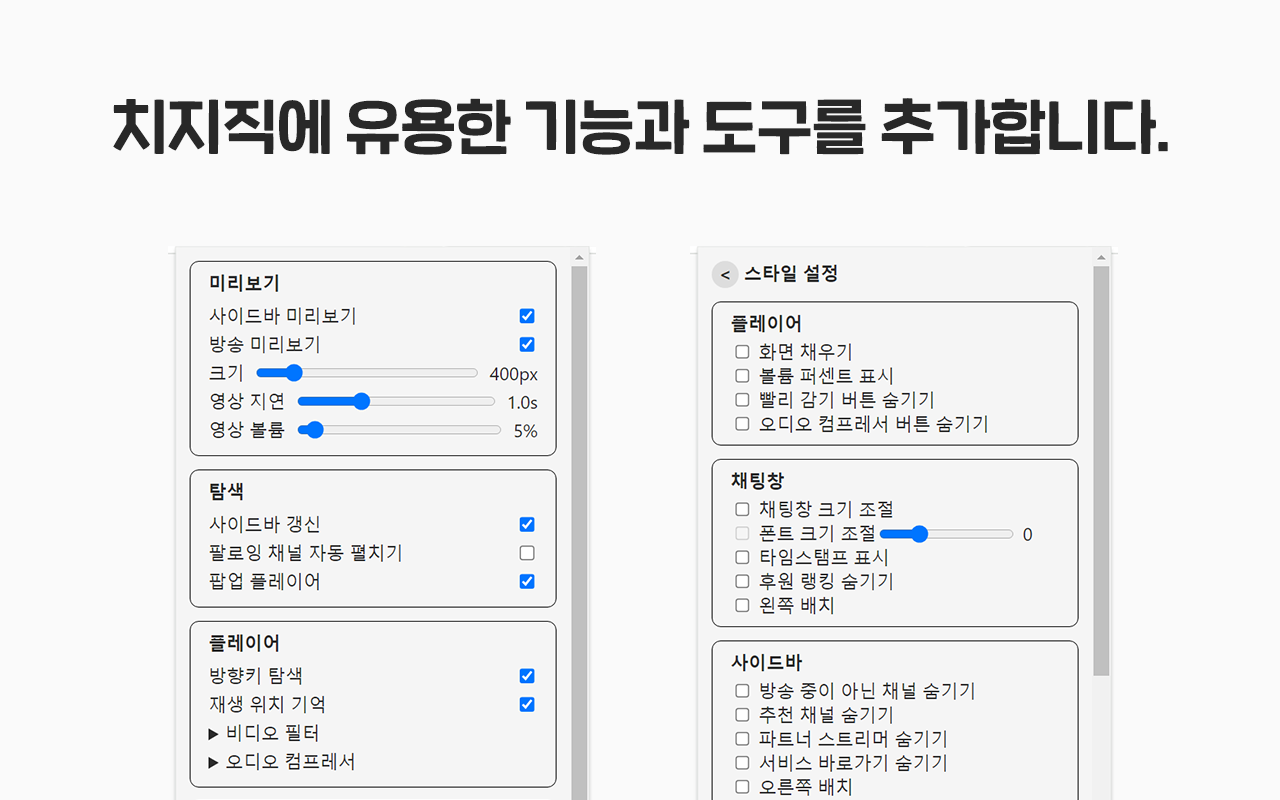 치지직에 유용한 기능과 도구를 추가합니다.
미리보기
사이드바 미리보기
방송 미리보기
크기 400px
영상 지연 1.0s
영상 볼륨 5%
탐색
사이드바 갱신
팔로잉 채널 자동 펼치기
팝업 플레이어
플레이어
방향키 탐색
재생 위치 기억
▶ 비디오 필터
▶ 오디오 컴프레서
< 스타일 설정
플레이어
화면 채우기
볼륨 퍼센트 표시
빨리 감기 버튼 숨기기
오디오 컴프레서 버튼 숨기기
채팅창
채팅창 크기 조절
폰트 크기 조절 0
타임스탬프 표시
후원 랭킹 숨기기
왼쪽 배치
사이드바
방송 중이 아닌 채널 숨기기
추천 채널 숨기기
파트너 스트리머 숨기기
서비스 바로가기 숨기기
오른쪽 배치